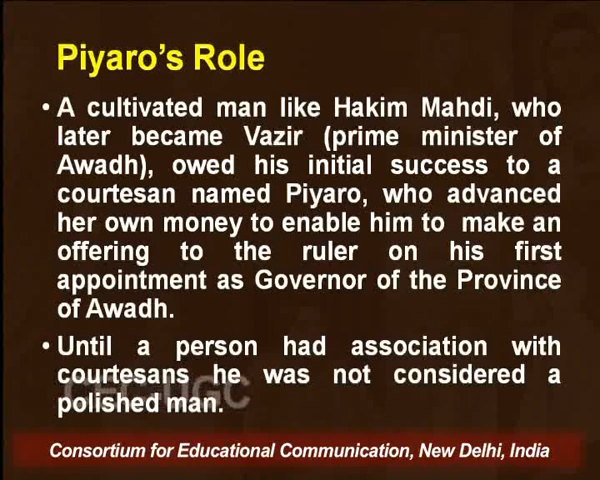 Piyaro's Role
• A cultivated man like Hakim Mahdi, who
later became Vazir (prime minister of
Awadh), owed his initial success to a
courtesan named Piyaro, who advanced
her own money to enable him to make an
offering to the ruler on his first
appointment as Governor of the Province
of Awadh.
• Until a person had association with
courtesans he was not considered a
polished man.
CEC-UGC
Consortium for Educational Communication, New Delhi, India